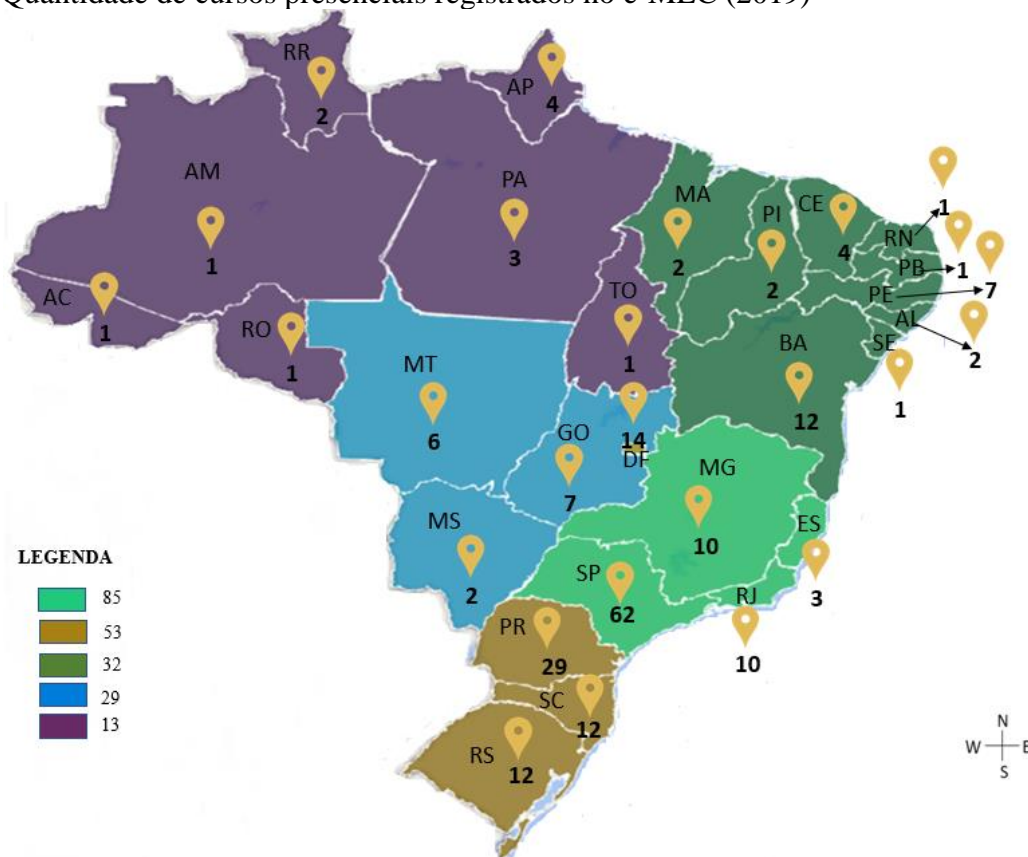 Quantidade de cursos presenciais registrados no e-MEC (2019)
RR
2
AP
4
AM
1
PA
3
MA
2
PI
2
CE
4
RN
1
PB
1
PE
7
AL
2
SE
1
AC
1
RO
1
TO
1
BA
12
MT
6
GO
7
14
DF
MG
10
ES
3
MS
2
SP
62
RJ
10
PR
29
SC
12
RS
12
LEGENDA
85
53
32
29
13
N
W
E
S